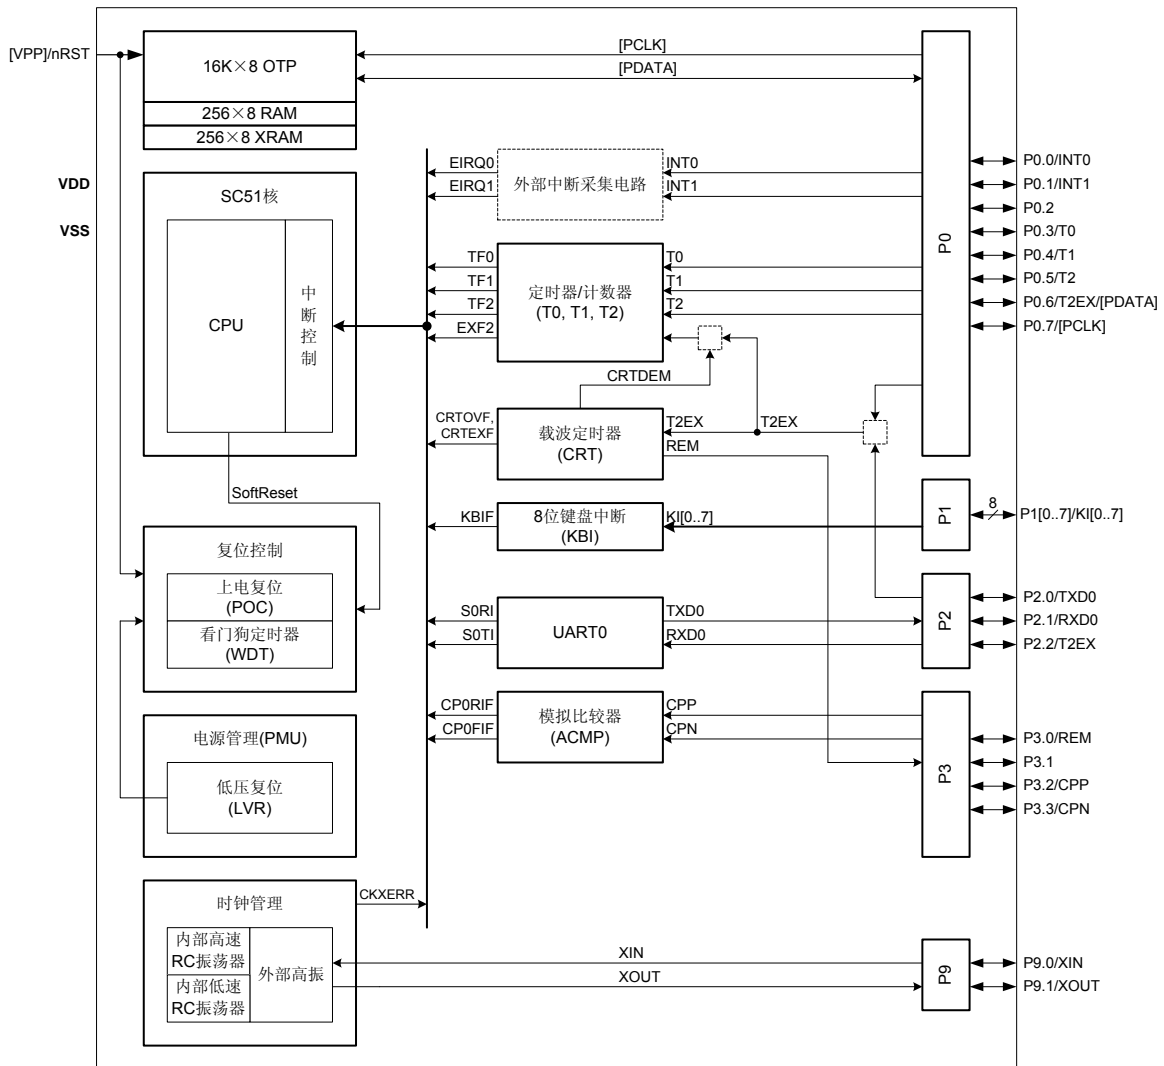 [VPP]/nRST
16K×8 OTP
256×8 RAM
256×8 XRAM
[PCLK]
[PDATA]
VDD
VSS
SC51核
CPU
中
断
控
制
SoftReset
复位控制
上电复位
(POC)
看门狗定时器
(WDT)
电源管理(PMU)
低压复位
(LVR)
时钟管理
内部高速
RC振荡器
内部低速
RC振荡器
外部高振
CKXERR
EIRQ0
EIRQ1
外部中断采集电路
INT0
INT1
TF0
TF1
TF2
EXF2
定时器/计数器
(T0, T1, T2)
T0
T1
T2
CRTDEM
CRTOVF,
CRTEXF
载波定时器
(CRT)
T2EX
T2EX
REM
KBIF
8位键盘中断
(KBI)
KI[0..7]
S0RI
S0TI
UART0
TXD0
RXD0
CP0RIF
CP0FIF
模拟比较器
(ACMP)
CPP
CPN
XIN
XOUT
P0
P0.0/INT0
P0.1/INT1
P0.2
P0.3/T0
P0.4/T1
P0.5/T2
P0.6/T2EX/[PDATA]
P0.7/[PCLK]
P1
8
P1[0..7]/KI[0..7]
P2
P2.0/TXD0
P2.1/RXD0
P2.2/T2EX
P3
P3.0/REM
P3.1
P3.2/CPP
P3.3/CPN
P9
P9.0/XIN
P9.1/XOUT